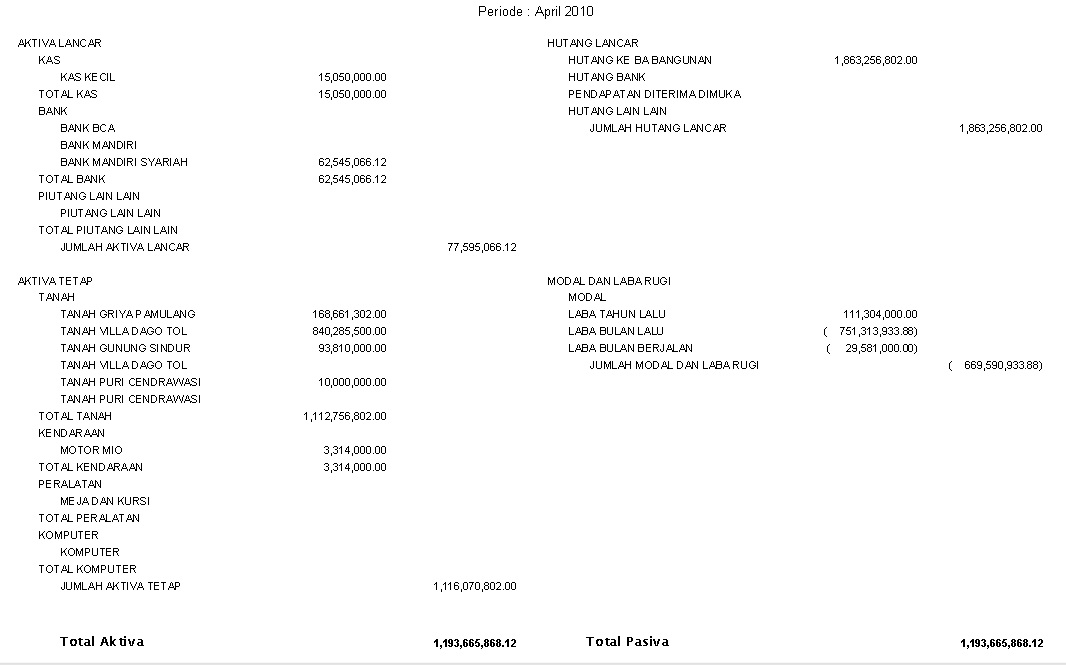 Periode : April 2010
AKTIVA LANCAR
KAS
KAS KECIL 15,050,000.00
TOTAL KAS 15,050,000.00
BANK
BANK BCA
BANK MANDIRI
BANK MANDIRI SYARIAH 62,545,066.12
TOTAL BANK 62,545,066.12
PIUTANG LAIN LAIN
PIUTANG LAIN LAIN
TOTAL PIUTANG LAIN LAIN
JUMLAH AKTIVA LANCAR 77,595,066.12
HUTANG LANCAR
HUTANG KE BA BANGUNAN 1,863,256,802.00
HUTANG BANK
PENDAPATAN DITERIMA DIMUKA
HUTANG LAIN LAIN
JUMLAH HUTANG LANCAR 1,863,256,802.00
AKTIVA TETAP
TANAH
TANAH GRIYA PAMULANG 168,661,302.00
TANAH VILLA DAGO TOL 840,285,500.00
TANAH GUNUNG SINDUR 93,810,000.00
TANAH VILLA DAGO TOL
TANAH PURI CENDRAWASI 10,000,000.00
TANAH PURI CENDRAWASI
TOTAL TANAH 1,112,756,802.00
KENDARAAN
MOTOR MIO 3,314,000.00
TOTAL KENDARAAN 3,314,000.00
PERALATAN
MEJA DAN KURSI
TOTAL PERALATAN
KOMPUTER
KOMPUTER
TOTAL KOMPUTER
JUMLAH AKTIVA TETAP 1,116,070,802.00
MODAL DAN LABA RUGI
MODAL
LABA TAHUN LALU 111,304,000.00
LABA BULAN LALU ( 751,313,933.88)
LABA BULAN BERJALAN ( 29,581,000.00)
JUMLAH MODAL DAN LABA RUGI ( 669,590,933.88)
Total Aktiva 1,193,665,868.12
Total Pasiva 1,193,665,868.12